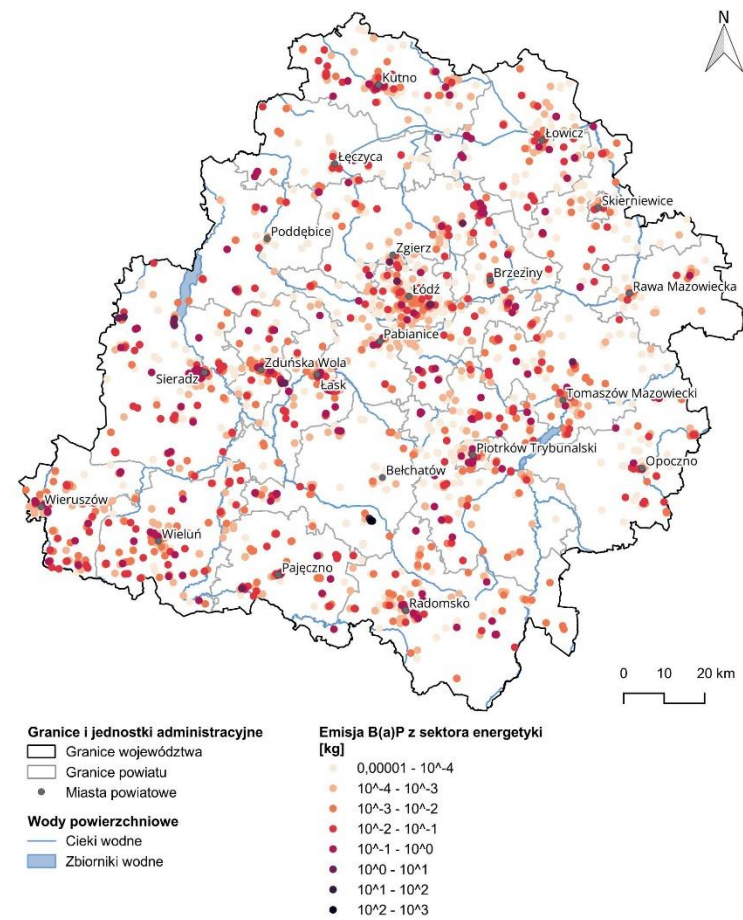 N
Kutno
Łowicz
Łęczyca
Skierniewice
Poddębice
Zgierz
Brzeziny
Łódź
Rawa Mazowiecka
Pabianice
Zduńska Wola
Sieradz
Łask
Tomaszów Mazowiecki
Piotrków Trybunalski
Opoczno
Bełchatów
Wieruszów
Wieluń
Pajęczno
Radomsko
0 10 20 km
Granice i jednostki administracyjne
Granice województwa
Granice powiatu
Miasta powiatowe
Wody powierzchniowe
Cieki wodne
Zbiorniki wodne
Emisja B(a)P z sektora energetyki
[kg]
0,00001 - 10^-4
10^-4 - 10^-3
10^-3 - 10^-2
10^-2 - 10^-1
10^-1 - 10^0
10^0 - 10^1
10^1 - 10^2
10^2 - 10^3